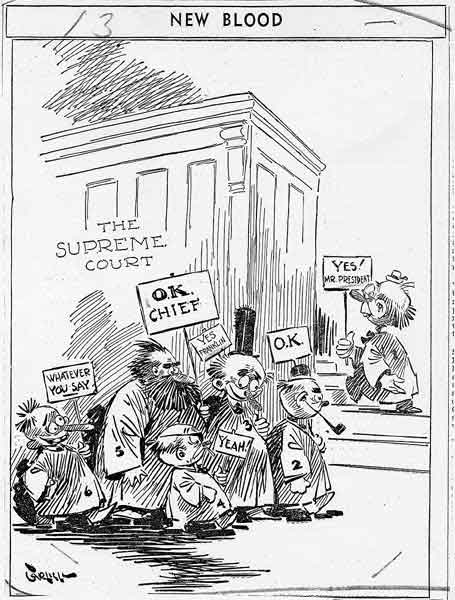 13
NEW BLOOD
THE
SUPREME
COURT
YES!
MR. PRESIDENT
O.K.
CHIEF
YES
FRANKLIN
O.K.
WHATEVER
YOU SAY
YEAH!
3
5
2
6
4